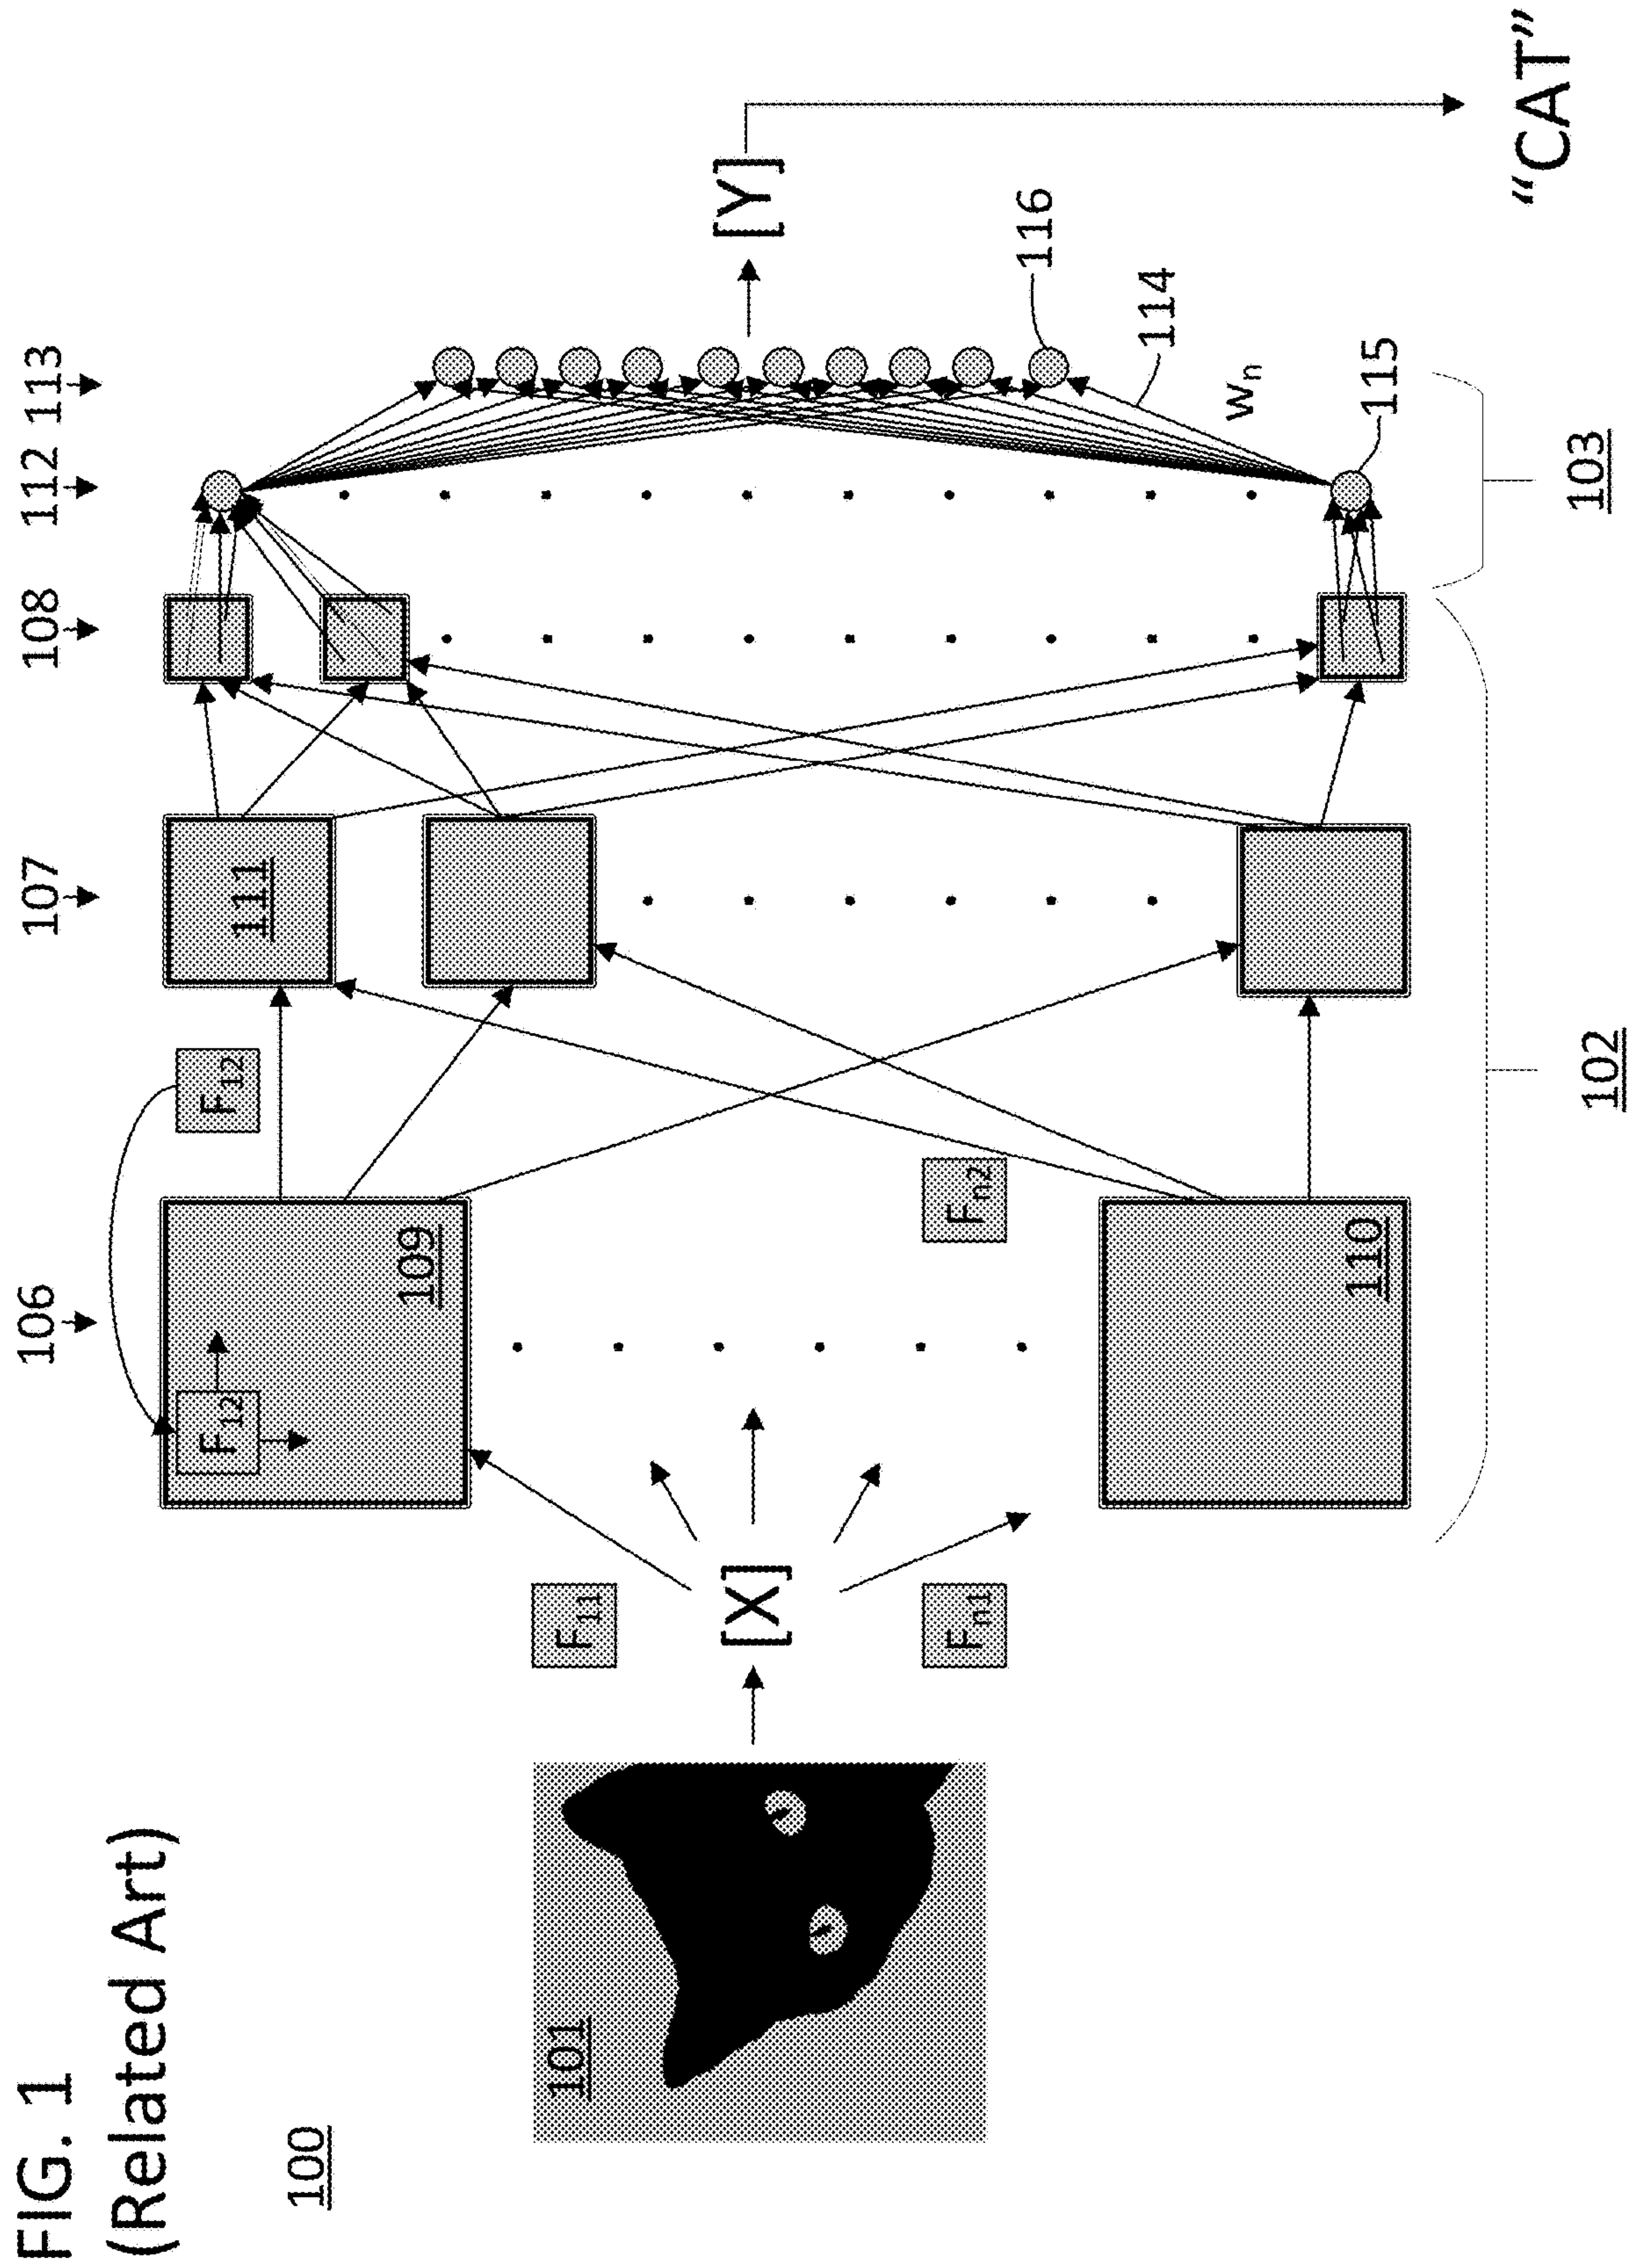 FIG. 1
(Related Art)
100
106
107
108
112
113
F12
F12
109
111
101
F11
[X]
Fn1
Fn2
110
[Y]
116
114
wn
115
102
103
“CAT”